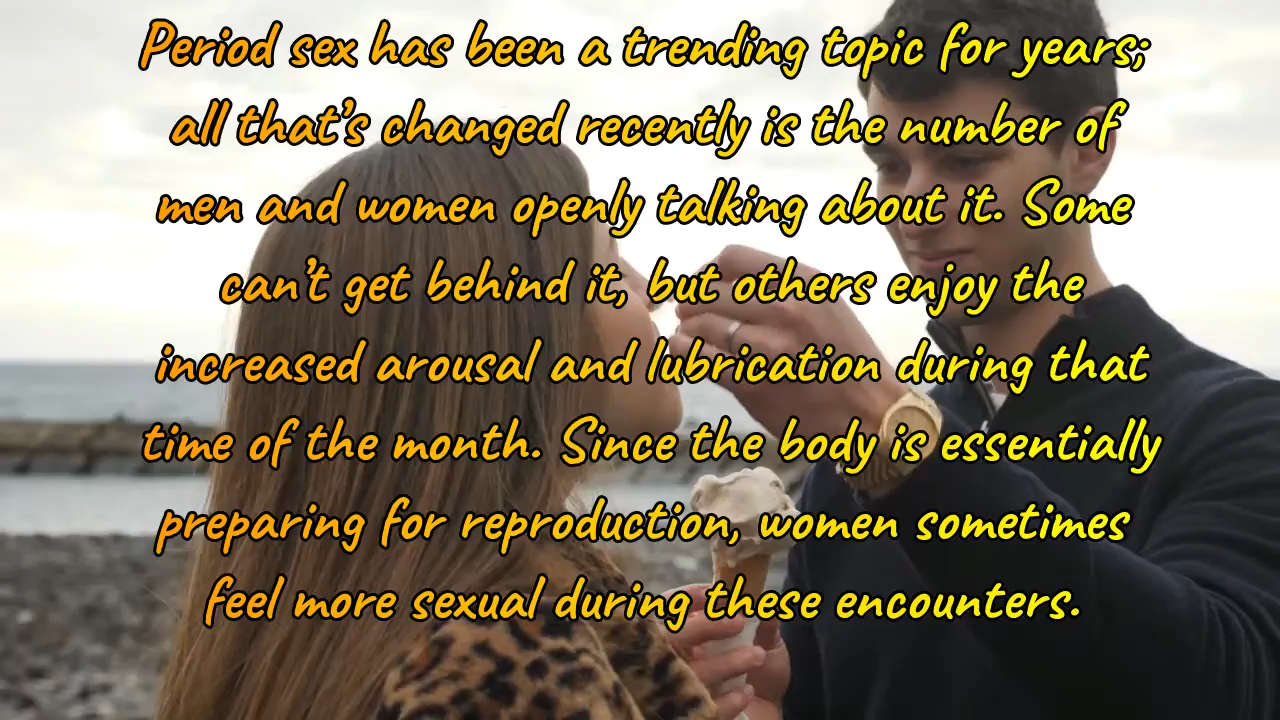 Period sex has been a trending topic for years;
all that's changed recently is the number of
men and women openly talking about it. Some
can't get behind it, but others enjoy the
increased arousal and lubrication during that
time of the month. Since the body is essentially
preparing for reproduction, women sometimes
feel more sexual during these encounters.